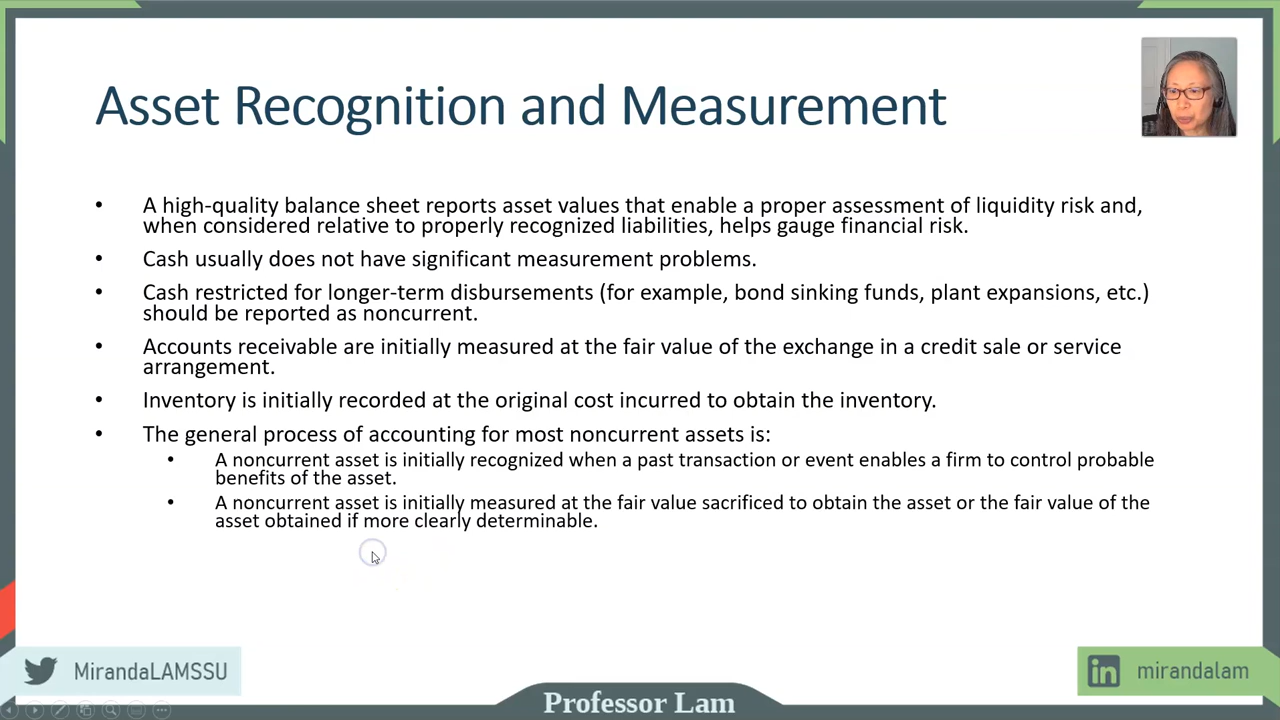 Asset Recognition and Measurement
• A high-quality balance sheet reports asset values that enable a proper assessment of liquidity risk and,
when considered relative to properly recognized liabilities, helps gauge financial risk.
• Cash usually does not have significant measurement problems.
• Cash restricted for longer-term disbursements (for example, bond sinking funds, plant expansions, etc.)
should be reported as noncurrent.
• Accounts receivable are initially measured at the fair value of the exchange in a credit sale or service
arrangement.
• Inventory is initially recorded at the original cost incurred to obtain the inventory.
• The general process of accounting for most noncurrent assets is:
• A noncurrent asset is initially recognized when a past transaction or event enables a firm to control probable
benefits of the asset.
• A noncurrent asset is initially measured at the fair value sacrificed to obtain the asset or the fair value of the
asset obtained if more clearly determinable.
MirandaLAMSSU
in mirandalam
Professor Lam